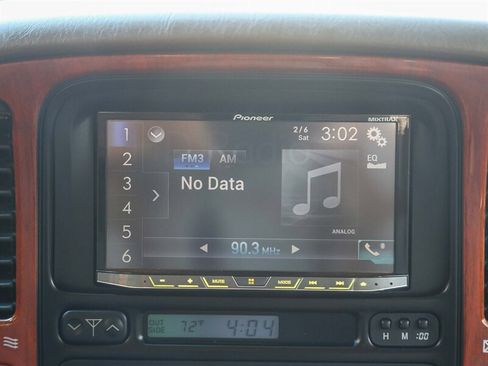 Pioneer
MIXTRAX
1
2/6
Sat
3:02
2
FM3
AM
EQ
3
No Data
4
5
ANALOG
6
90.3 MHz
MUTE
MODE
OUT
SIDE
72°F
4:04
H
M
:00